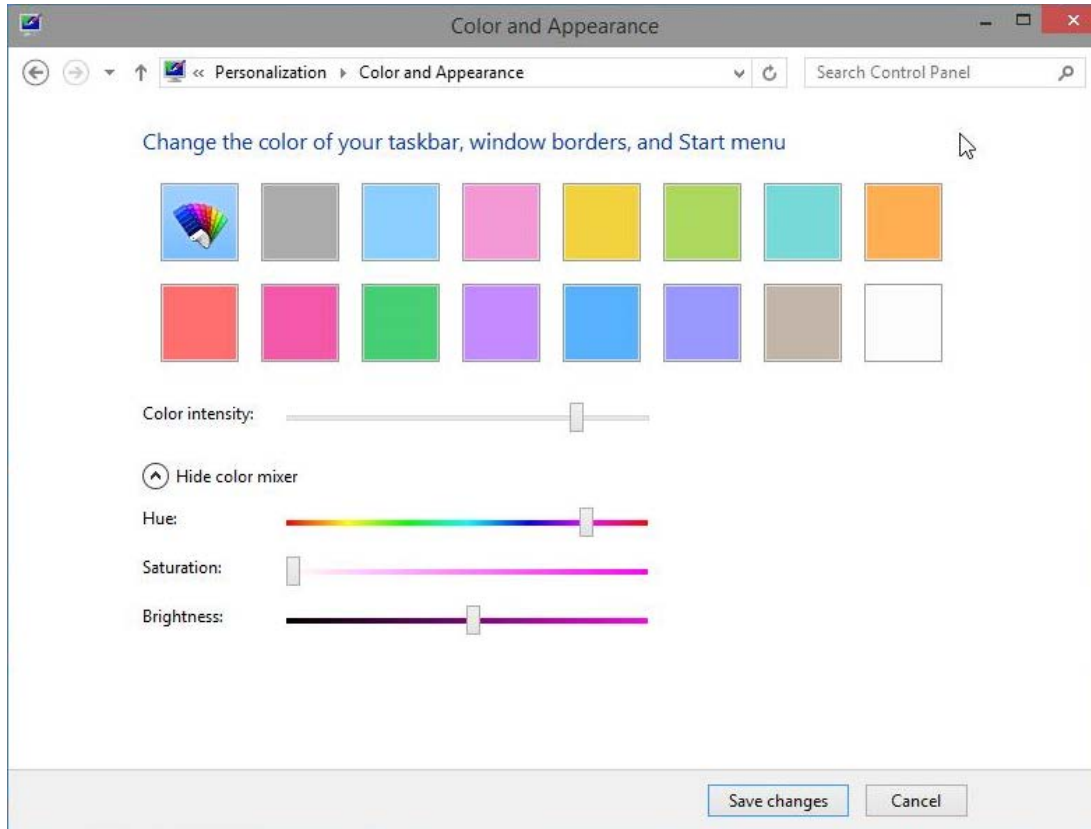 Color and Appearance
« Personalization Color and Appearance
Search Control Panel
Change the color of your taskbar, window borders, and Start menu
Color intensity:
Hide color mixer
Hue:
Saturation:
Brightness:
Save changes
Cancel